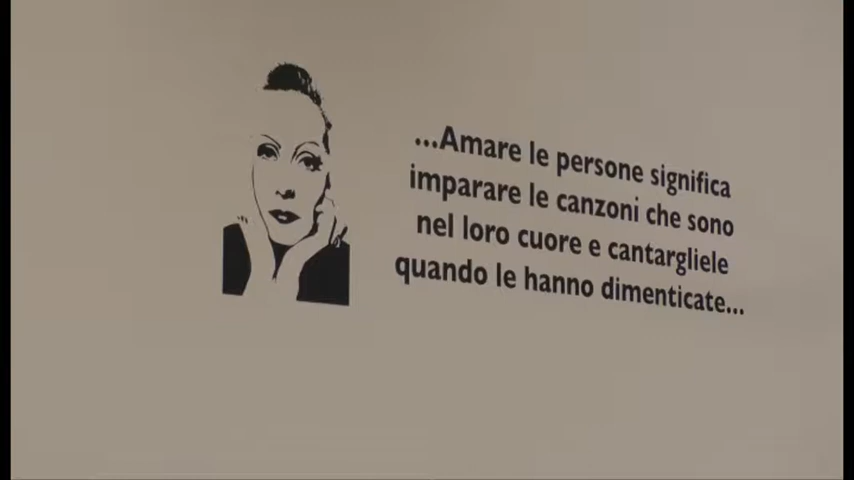 ...Amare le persone significa
imparare le canzoni che sono
nel loro cuore e cantargliele
quando le hanno dimenticate...